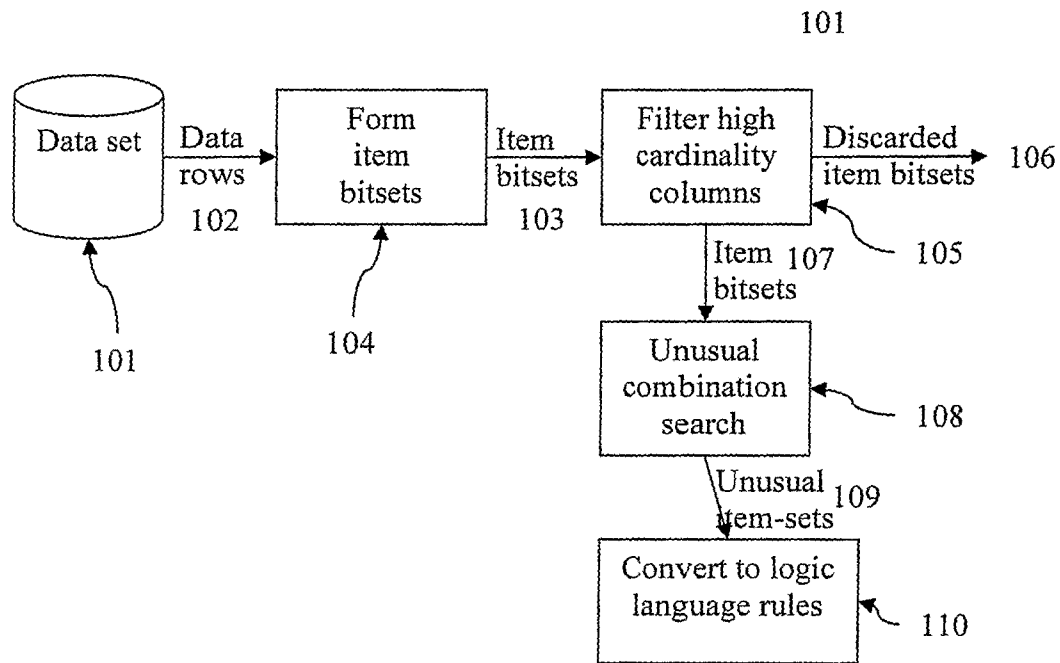 101
Data set
Data
rows
102
Form
item
bitsets
Item
bitsets
103
Filter high
cardinality
columns
Discarded
item bitsets
106
101
104
105
Item
bitsets
107
Unusual
combination
search
108
Unusual
item-sets
109
Convert to logic
language rules
110